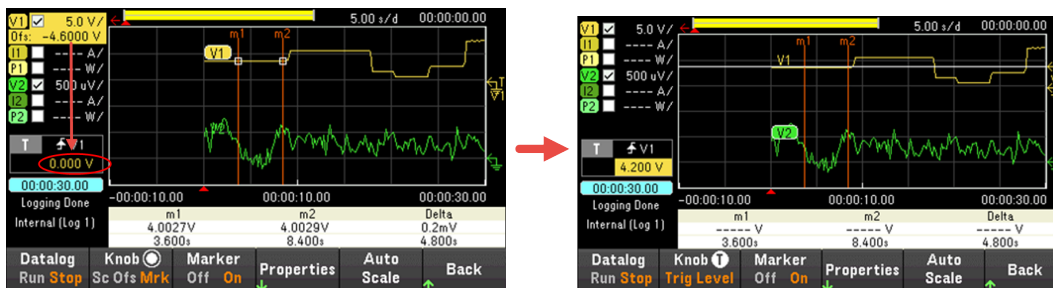 V1 5.0 V/ 5.00 s/d 00:00:00.00
Ofs: -4.6000 V
m1 m2
I1 ---- A/
V1
P1 ---- W/
V2 500 uV/
T
V1
I2 ---- A/
P2 ---- W/
V2
T V1
0.000 V
00:00:30.00
-00:00:10.00 00:00:10.00 00:00:30.00
Logging Done
Internal (Log 1)
m1 m2 Delta
4.0027V 4.0029V 0.2mV
3.600s 8.400s 4.800s
Datalog Knob Marker Properties Auto Back
Run Stop Sc Ofs Mrk Off On Scale
V1 5.0 V/ 5.00 s/d 00:00:00.00
I1 ---- A/
m1 m2
P1 ---- W/
V1
V2 500 uV/
I2 ---- A/
P2 ---- W/
V2
T V1
4.200 V
00:00:30.00
-00:00:10.00 00:00:10.00 00:00:30.00
Logging Done
Internal (Log 1)
m1 m2 Delta
----- V ----- V ----- V
3.600s 8.400s 4.800s
Datalog Knob T Marker Properties Auto Back
Run Stop Trig Level Off On Scale